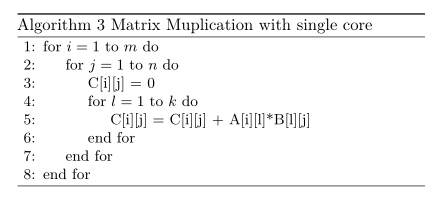 Algorithm 3 Matrix Muplication with single core
1: for i = 1 to m do
2: for j = 1 to n do
3: C[i][j] = 0
4: for l = 1 to k do
5: C[i][j] = C[i][j] + A[i][l]*B[l][j]
6: end for
7: end for
8: end for